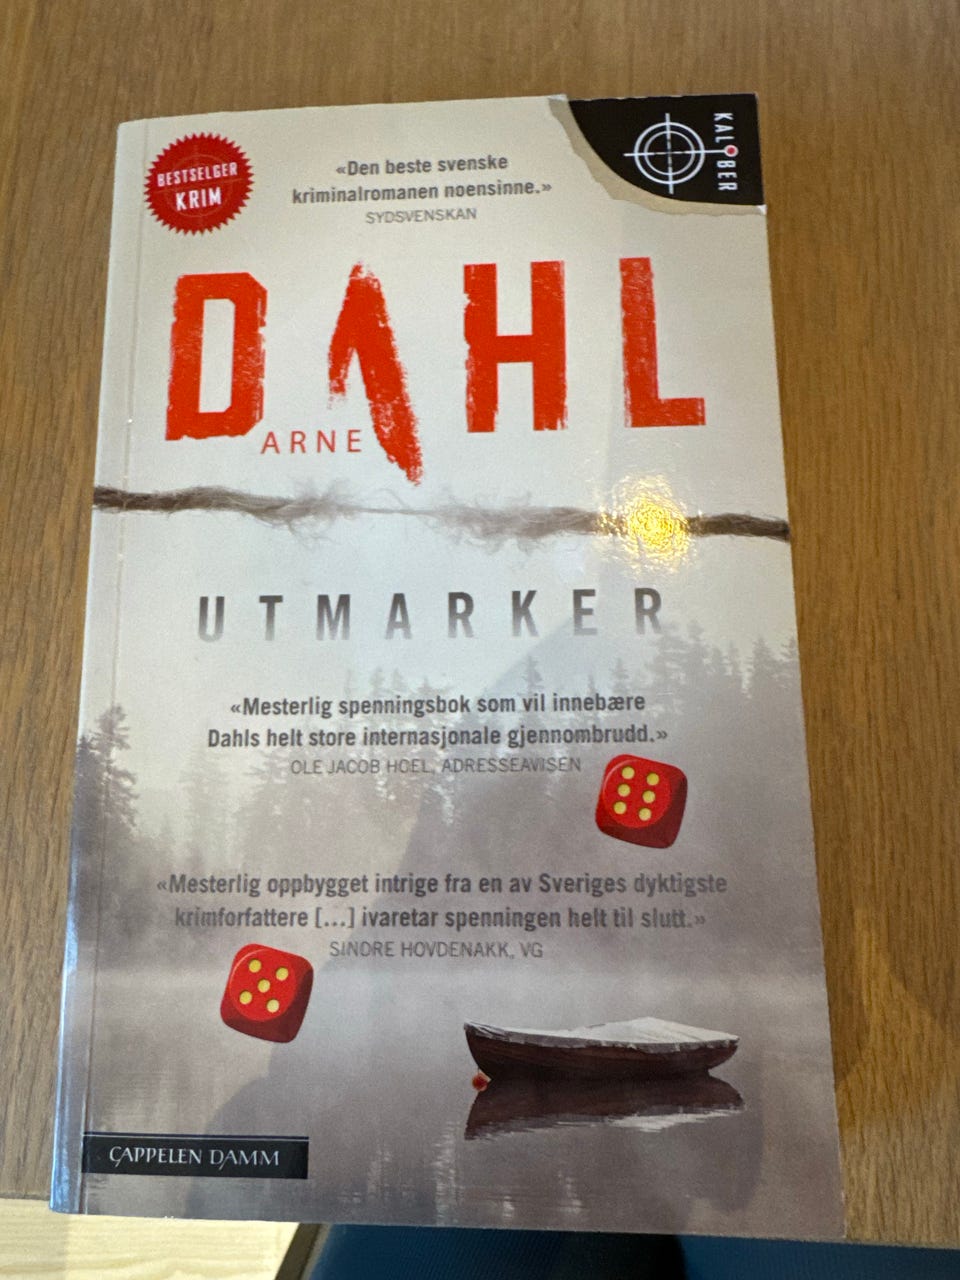 BESTSELGER
KRIM
«Den beste svenske
kriminalromanen noensinne.»
SYDSVENSKAN
KALIBER
DAHL
ARNE
UTMARKER
«Mesterlig spenningsbok som vil innebære
Dahls helt store internasjonale gjennombrudd.»
OLE JACOB HOEL, ADRESSEAVISEN
«Mesterlig oppbygget intrige fra en av Sveriges dyktigste
krimforfattere [...] ivaretar spenningen helt til slutt.»
SINDRE HOVDENAKK, VG
CAPPELEN DAMM